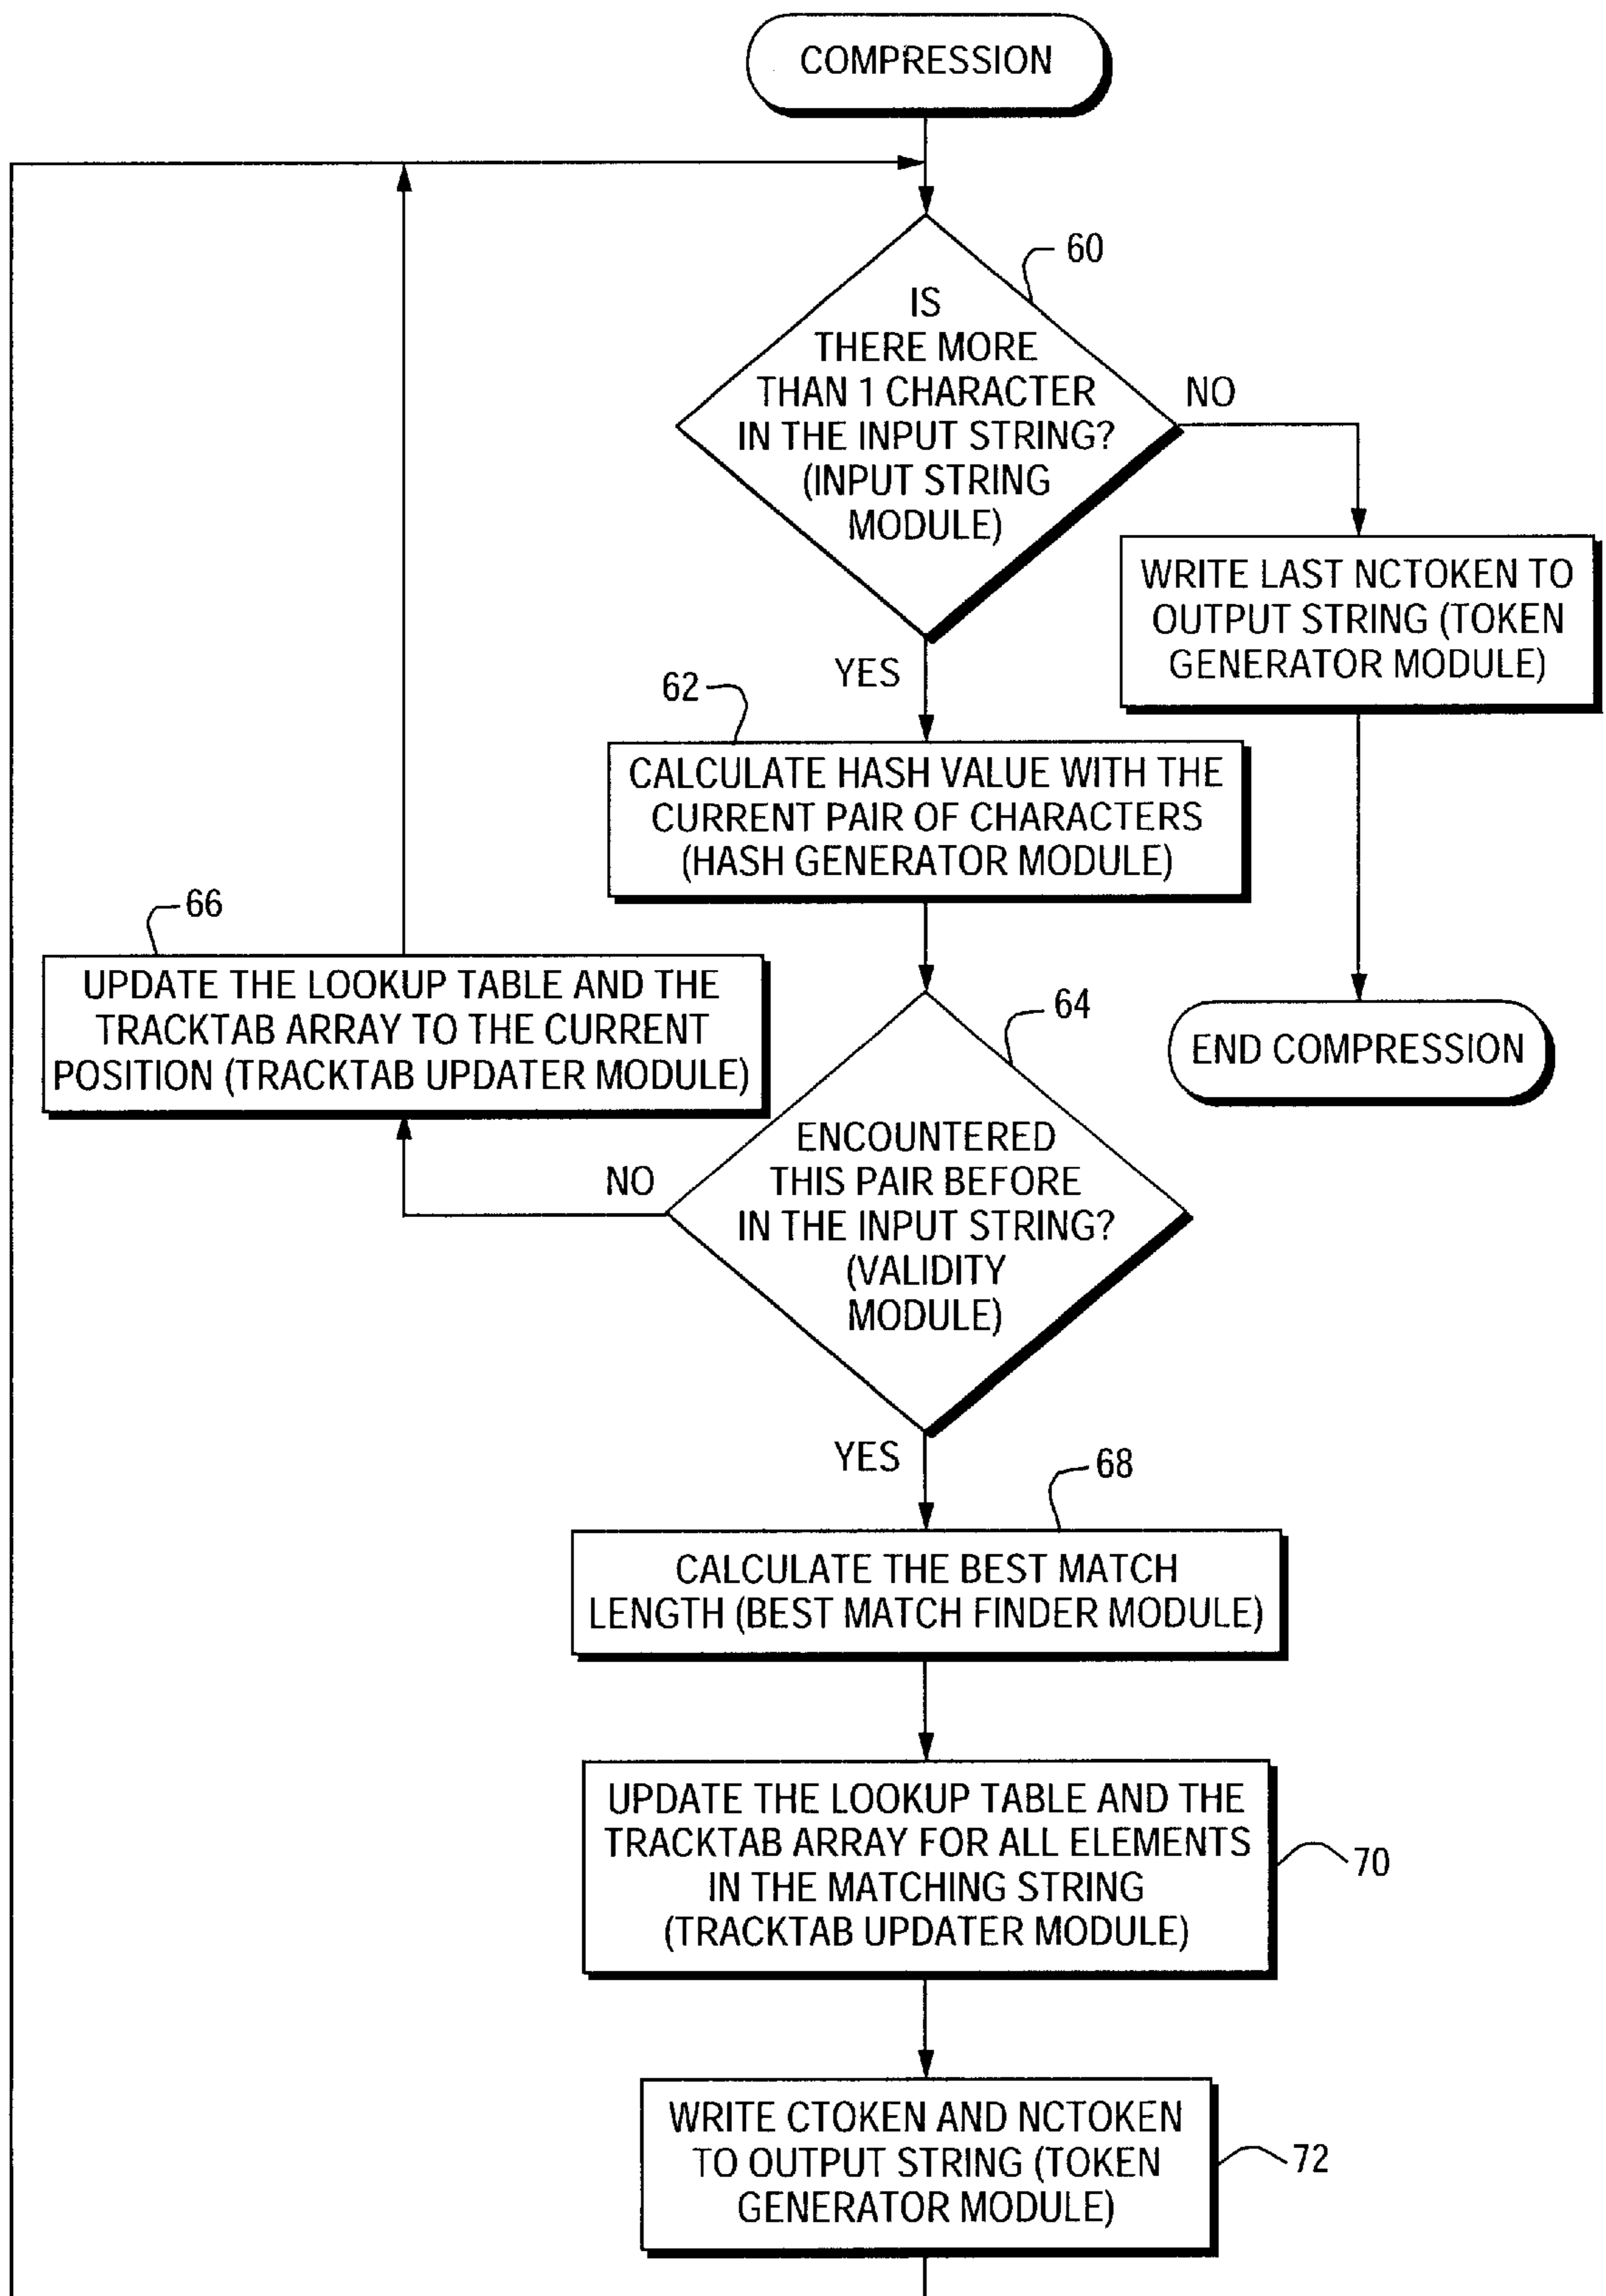 COMPRESSION
60
IS
THERE MORE
THAN 1 CHARACTER
IN THE INPUT STRING?
(INPUT STRING
MODULE)
NO
WRITE LAST NCTOKEN TO
OUTPUT STRING (TOKEN
GENERATOR MODULE)
YES
62
CALCULATE HASH VALUE WITH THE
CURRENT PAIR OF CHARACTERS
(HASH GENERATOR MODULE)
66
UPDATE THE LOOKUP TABLE AND THE
TRACKTAB ARRAY TO THE CURRENT
POSITION (TRACKTAB UPDATER MODULE)
64
END COMPRESSION
ENCOUNTERED
THIS PAIR BEFORE
IN THE INPUT STRING?
(VALIDITY
MODULE)
NO
YES
68
CALCULATE THE BEST MATCH
LENGTH (BEST MATCH FINDER MODULE)
UPDATE THE LOOKUP TABLE AND THE
TRACKTAB ARRAY FOR ALL ELEMENTS
IN THE MATCHING STRING
(TRACKTAB UPDATER MODULE)
70
WRITE CTOKEN AND NCTOKEN
TO OUTPUT STRING (TOKEN
GENERATOR MODULE)
72